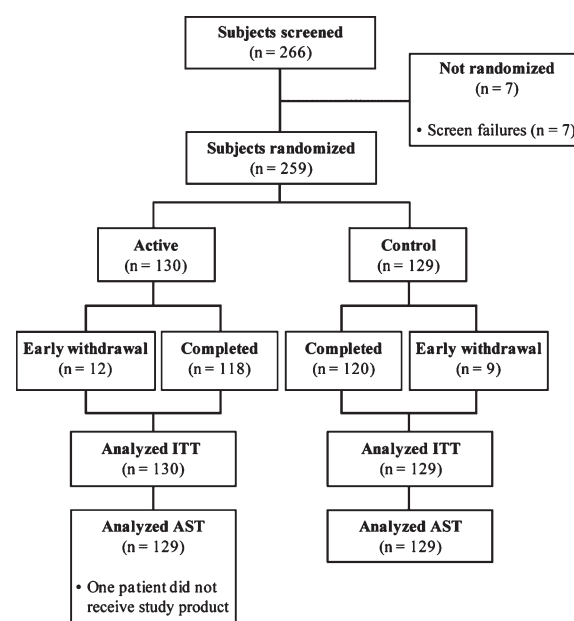 Subjects screened
(n = 266)
Not randomized
(n = 7)
• Screen failures (n = 7)
Subjects randomized
(n = 259)
Active
(n = 130)
Control
(n = 129)
Early withdrawal
(n = 12)
Completed
(n = 118)
Completed
(n = 120)
Early withdrawal
(n = 9)
Analyzed ITT
(n = 130)
Analyzed ITT
(n = 129)
Analyzed AST
(n = 129)
• One patient did not
receive study product
Analyzed AST
(n = 129)